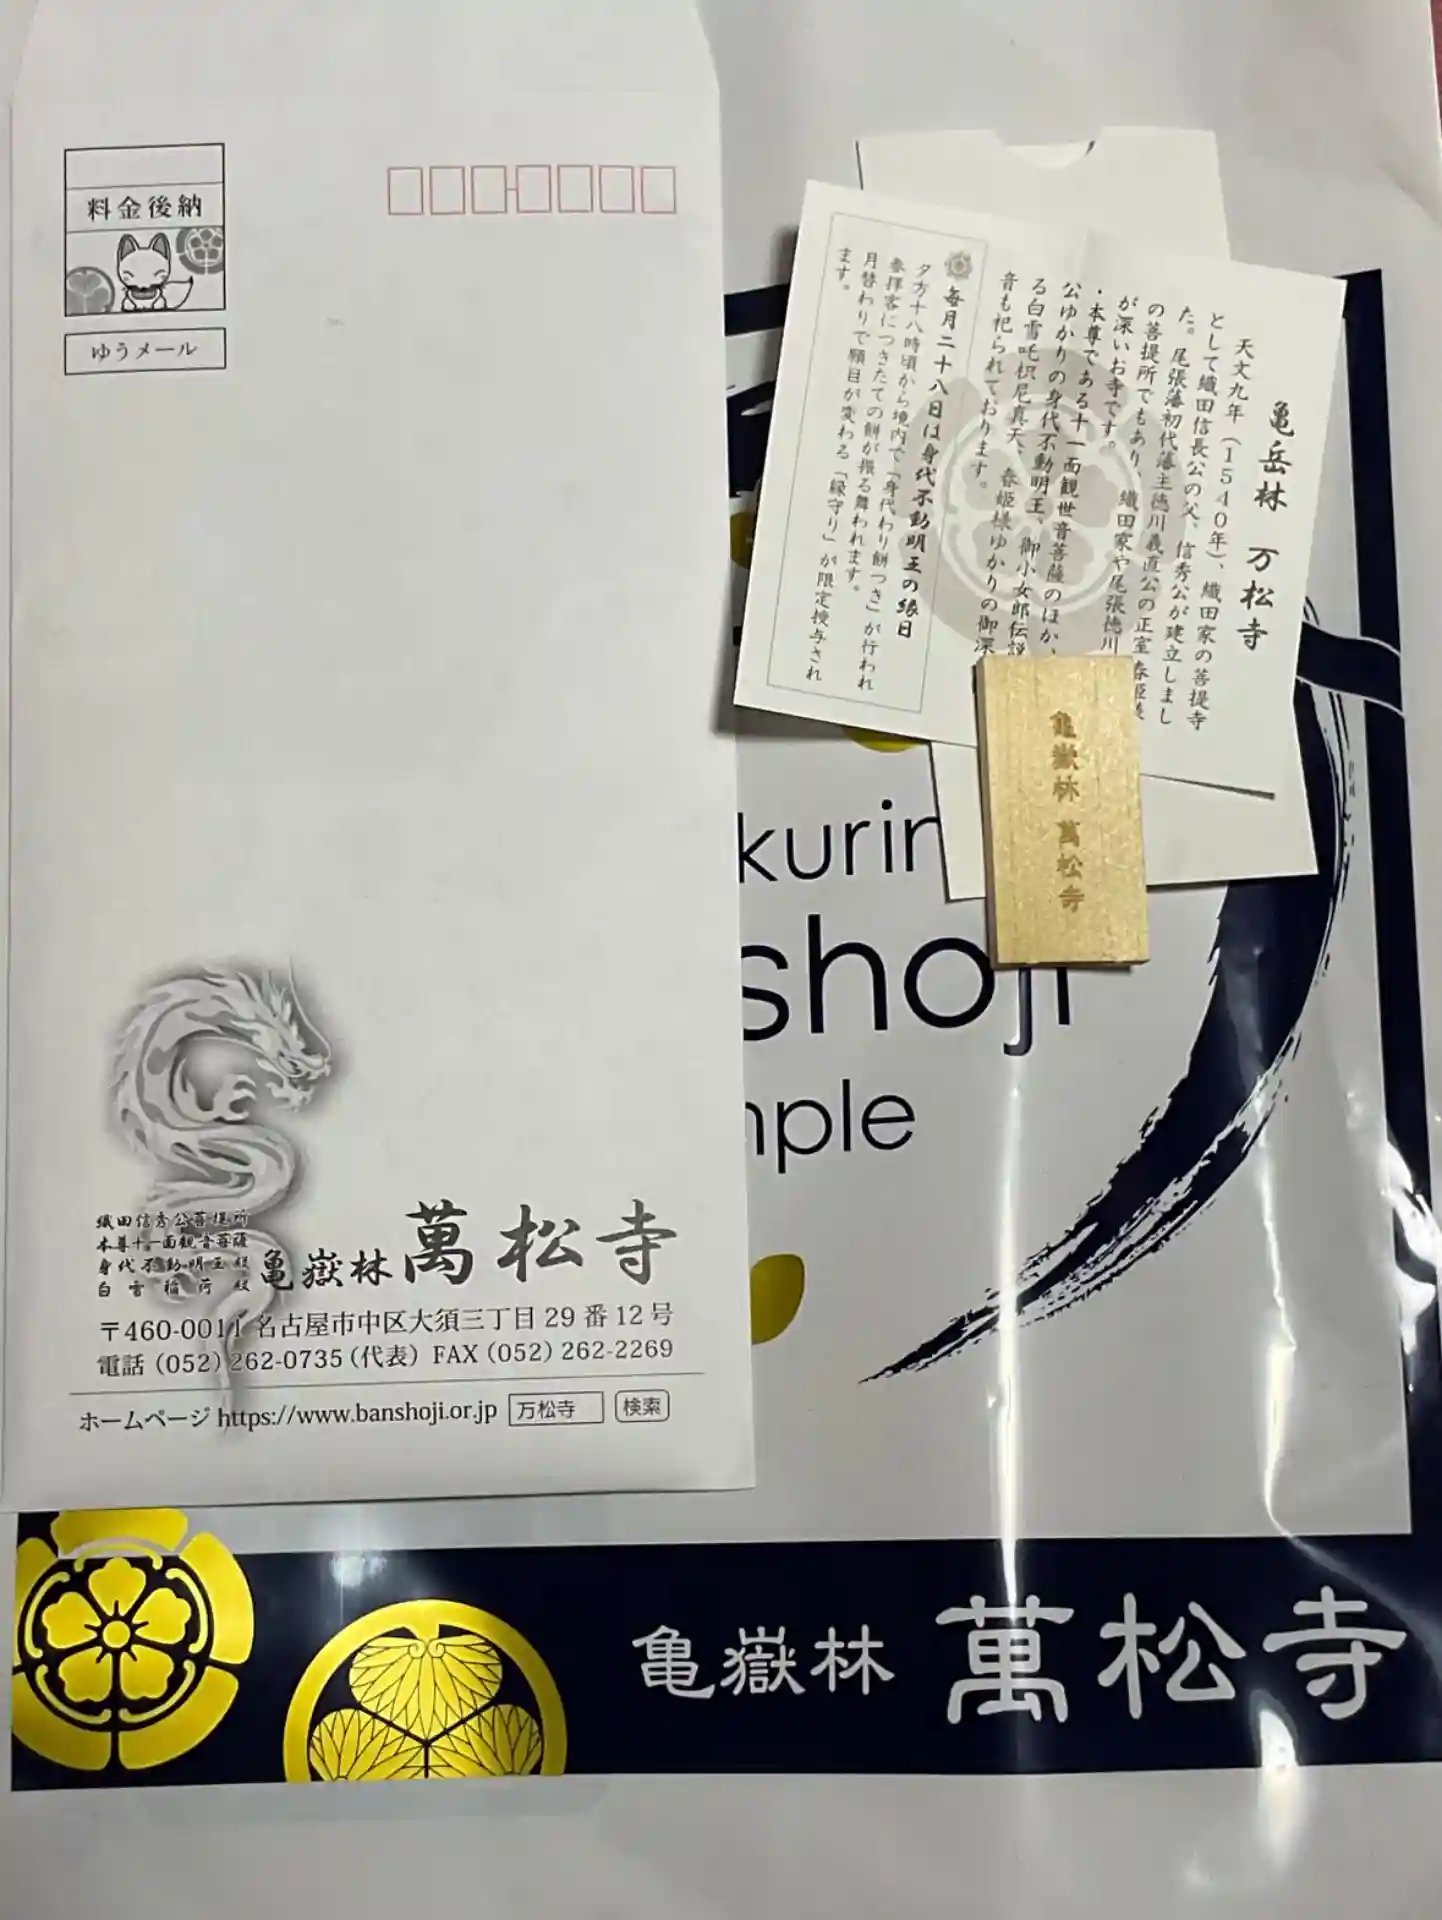 料金後納
ゆうメール
織田信秀公菩提所
本尊十一面観音菩薩
身代不動明王殿
白雪稲荷殿
亀嶽林 萬松寺
〒460-0011 名古屋市中区大須三丁目29番12号
電話 (052) 262-0735 (代表) FAX (052) 262-2269
ホームページ https://www.banshoji.or.jp 万松寺 検索
亀岳林 万松寺
天文九年(1540年)、織田家の菩提寺
として織田信長公の父、信秀公が建立しまし
た。尾張藩初代藩主徳川義直公の正室春姫様
の菩提所でもあり、織田家や尾張徳川
が深いお寺です。
・本尊である十一面観世音菩薩のほか、
公ゆかりの身代不動明王、御小女郎伝説
る白雪吒枳尼真天、春姫様ゆかりの御深
音も祀られております。
毎月二十八日は身代不動明王の縁日
夕方十八時頃から境内で「身代わり餅つき」が行われ
参拝客につきたての餅が振る舞われます。
月替わりで願目が変わる「縁守り」が限定授与され
ます。
亀嶽林 萬松寺
kurin
shoji
mple
亀嶽林 萬松寺